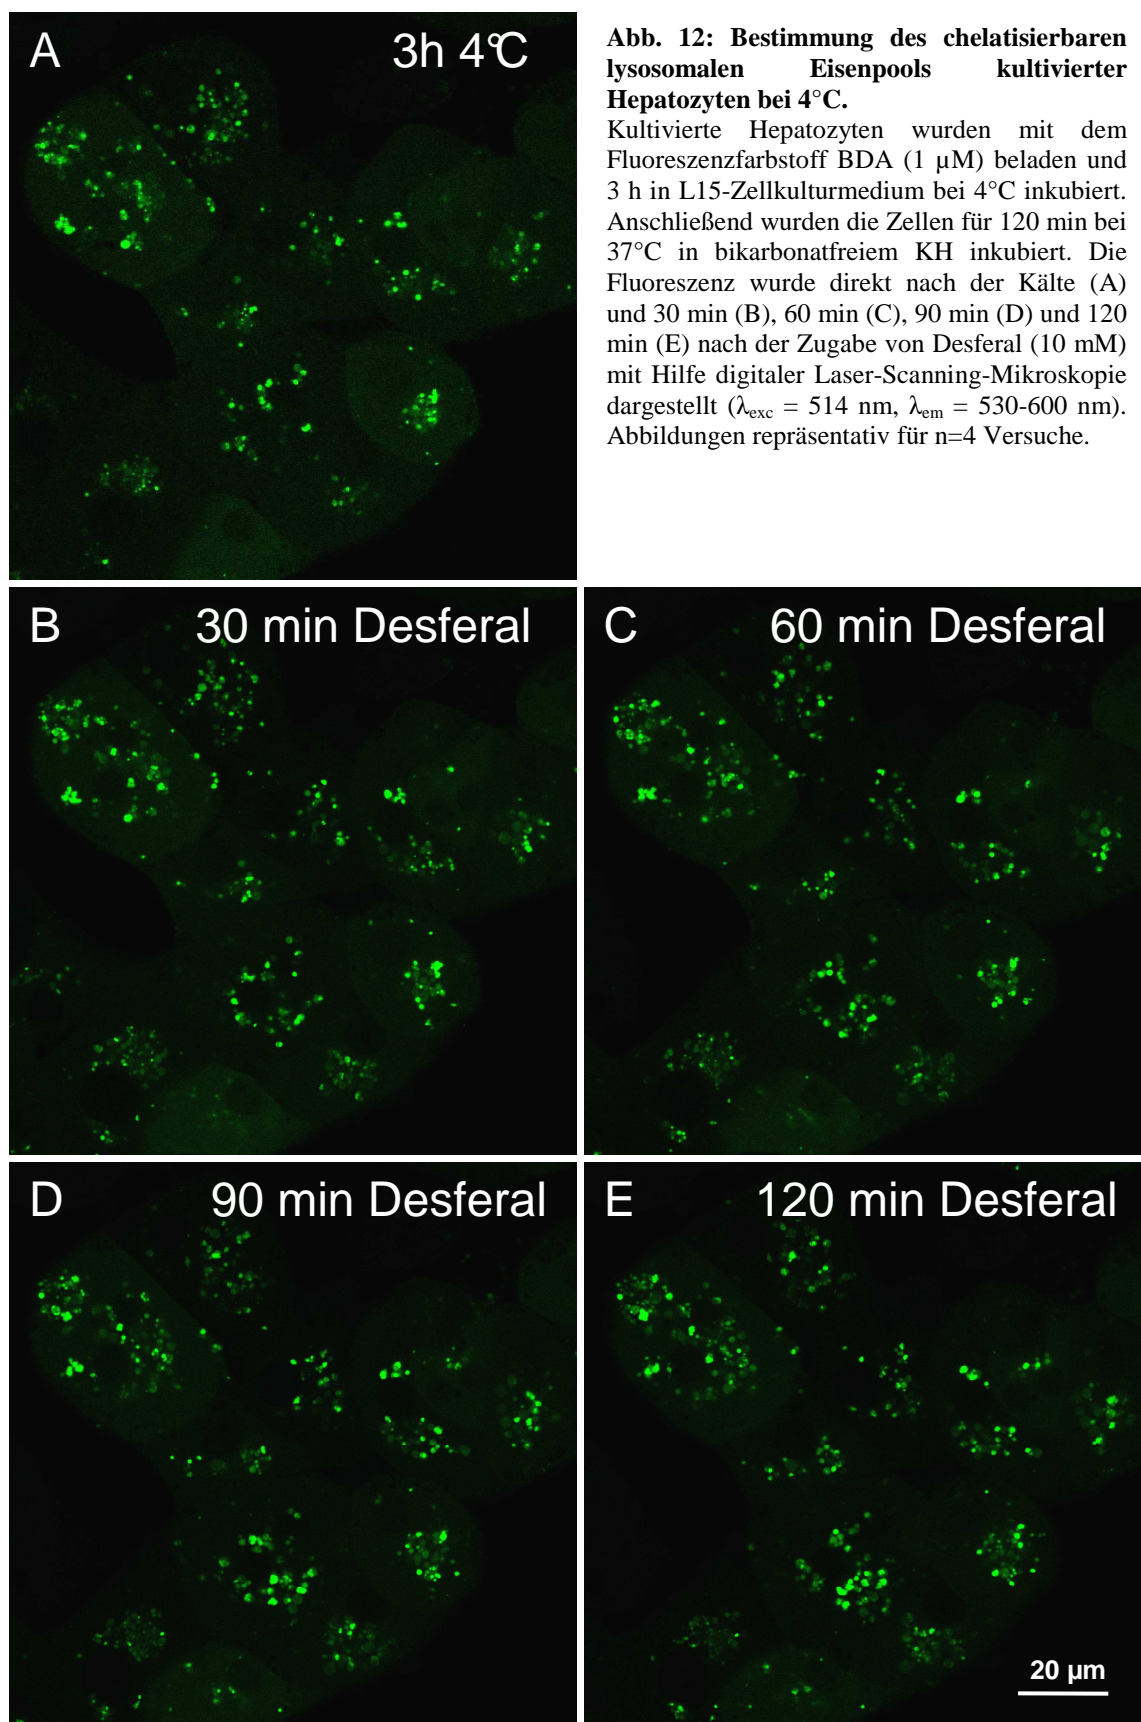 A
3h 4°C
Abb. 12: Bestimmung des chelatisierbaren
lysosomalen Eisenpools kultivierter
Hepatozyten bei 4°C.
Kultivierte Hepatozyten wurden mit dem
Fluoreszenzfarbstoff BDA (1 µM) beladen und
3 h in L15-Zellkulturmedium bei 4°C inkubiert.
Anschließend wurden die Zellen für 120 min bei
37°C in bikarbonatfreiem KH inkubiert. Die
Fluoreszenz wurde direkt nach der Kälte (A)
und 30 min (B), 60 min (C), 90 min (D) und 120
min (E) nach der Zugabe von Desferal (10 mM)
mit Hilfe digitaler Laser-Scanning-Mikroskopie
dargestellt (λexc = 514 nm, λem = 530-600 nm).
Abbildungen repräsentativ für n=4 Versuche.
B
30 min Desferal
C
60 min Desferal
D
90 min Desferal
E
120 min Desferal
20 µm